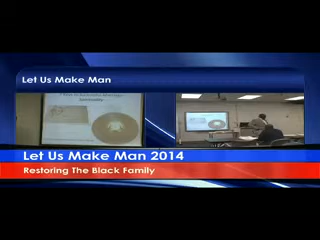 Let Us Make Man
Let Us Make Man 2014
Restoring The Black Family